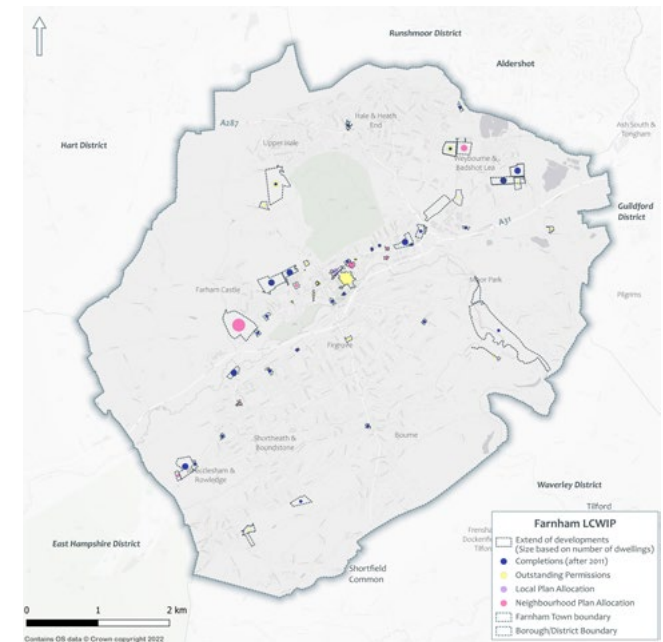 Runshmoor District
Aldershot
Ash South &
Tongham
Hale & Heath
End
A287
Upper Hale
Hart District
Weybourne &
Badshot Lea
Guildford
District
A31
Farham Castle
Moor Park
Pilgrims
Firgrove
Shortheath &
Boundstone
Bourne
Wrecclesham &
Rowledge
Waverley District
Tilford
East Hampshire District
Frensham
Dockenfield
Tilford
Shortfield
Common
Farnham LCWIP
Extend of developments
(Size based on number of dwellings)
Completions (after 2011)
Outstanding Permissions
Local Plan Allocation
Neighbourhood Plan Allocation
Farnham Town boundary
Borough/District Boundary
0 1 2 km
Contains OS data © Crown copyright 2022